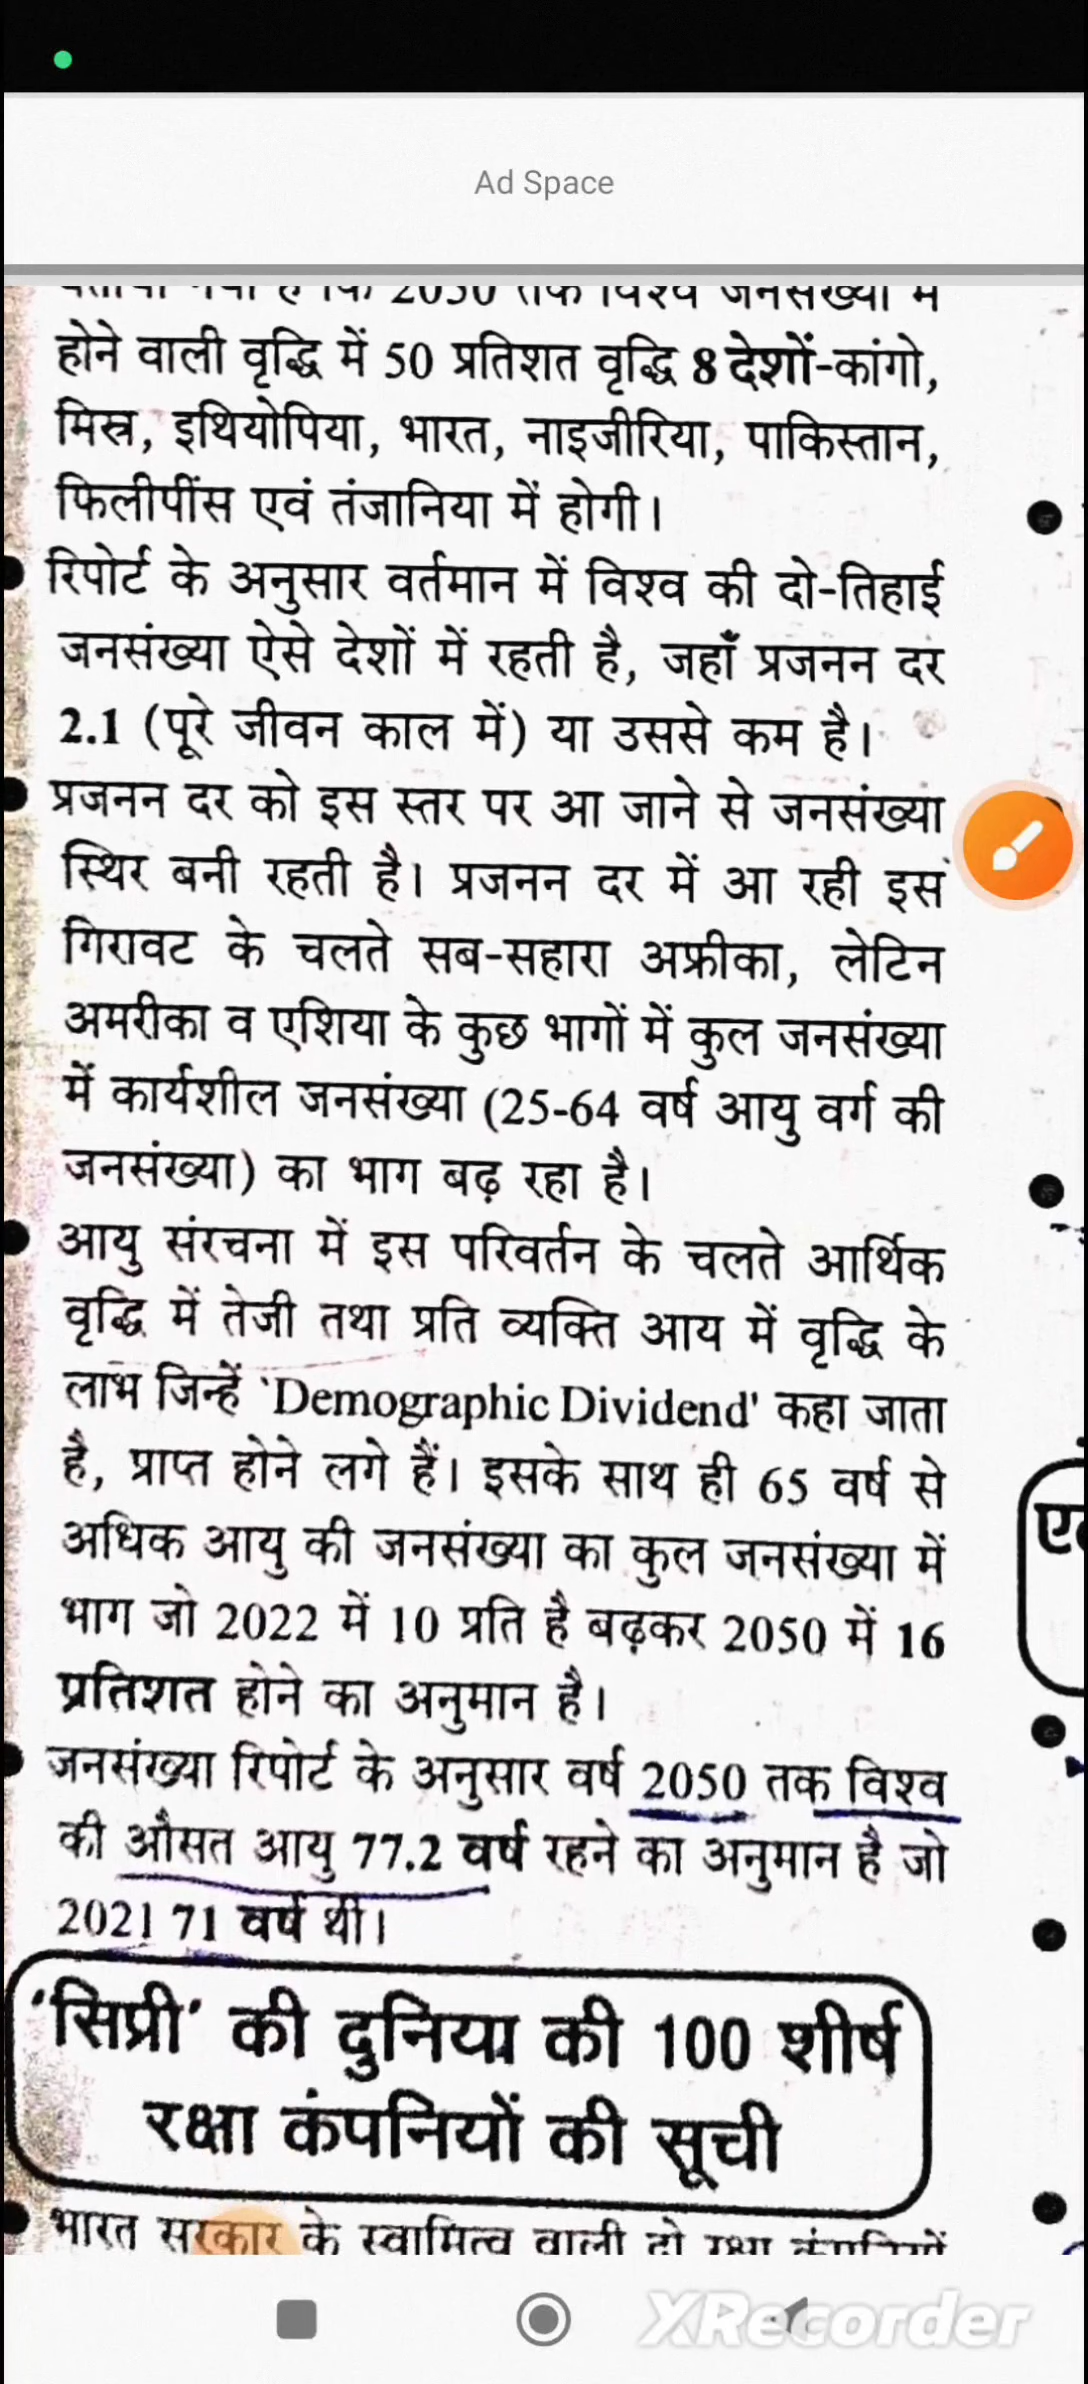 Ad Space
2050 तक विश्व जनसंख्या में
होने वाली वृद्धि में 50 प्रतिशत वृद्धि 8 देशों-कांगो,
मिस्र, इथियोपिया, भारत, नाइजीरिया, पाकिस्तान,
फिलीपींस एवं तंजानिया में होगी।
रिपोर्ट के अनुसार वर्तमान में विश्व की दो-तिहाई
जनसंख्या ऐसे देशों में रहती है, जहाँ प्रजनन दर
2.1 (पूरे जीवन काल में) या उससे कम है।
प्रजनन दर को इस स्तर पर आ जाने से जनसंख्या
स्थिर बनी रहती है। प्रजनन दर में आ रही इस
गिरावट के चलते सब-सहारा अफ्रीका, लेटिन
अमरीका व एशिया के कुछ भागों में कुल जनसंख्या
में कार्यशील जनसंख्या (25-64 वर्ष आयु वर्ग की
जनसंख्या) का भाग बढ़ रहा है।
आयु संरचना में इस परिवर्तन के चलते आर्थिक
वृद्धि में तेजी तथा प्रति व्यक्ति आय में वृद्धि के
लाभ जिन्हें 'Demographic Dividend' कहा जाता
है, प्राप्त होने लगे हैं। इसके साथ ही 65 वर्ष से
अधिक आयु की जनसंख्या का कुल जनसंख्या में
भाग जो 2022 में 10 प्रति है बढ़कर 2050 में 16
प्रतिशत होने का अनुमान है।
जनसंख्या रिपोर्ट के अनुसार वर्ष 2050 तक विश्व
की औसत आयु 77.2 वर्ष रहने का अनुमान है जो
2021 71 वर्ष थी।
'सिप्री' की दुनिया की 100 शीर्ष
रक्षा कंपनियों की सूची
भारत सरकार के स्वामित्व वाली दो रक्षा कंपनियों
XRecorder